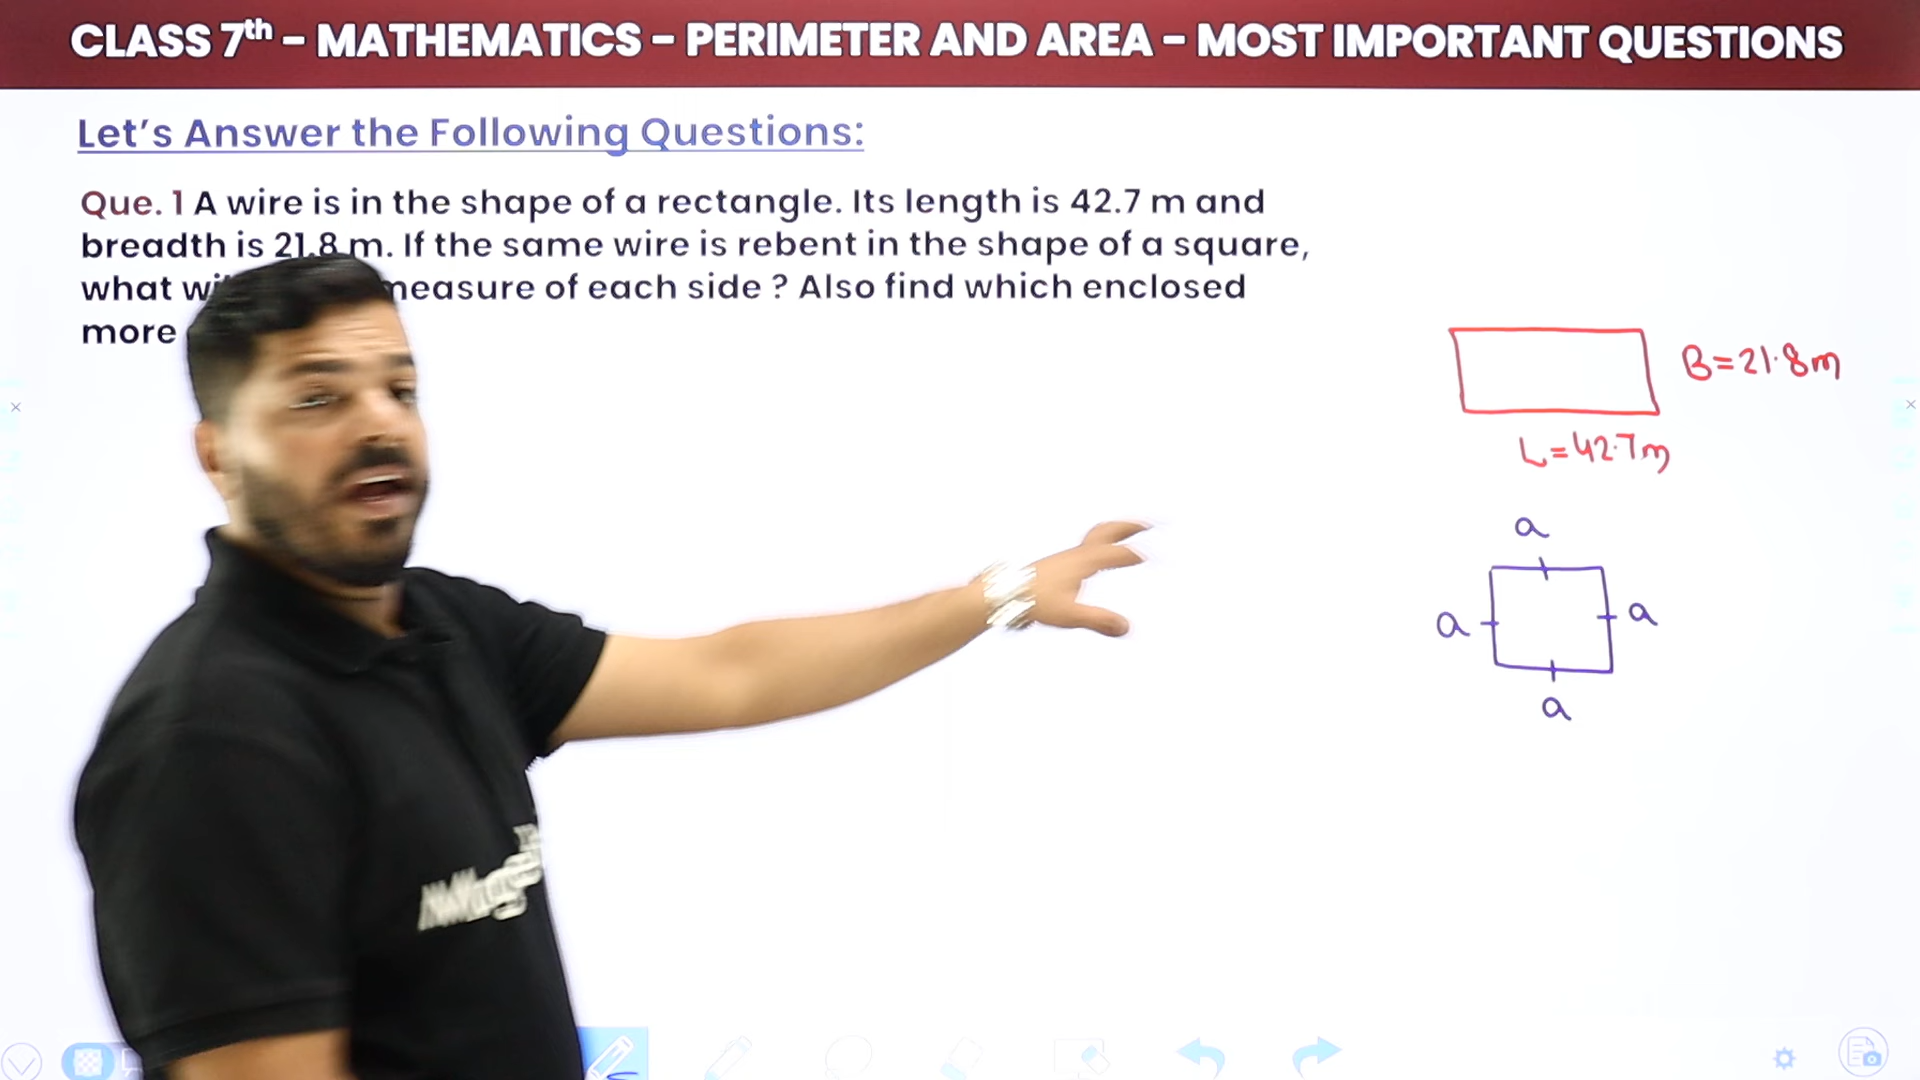 CLASS 7th – MATHEMATICS – PERIMETER AND AREA – MOST IMPORTANT QUESTIONS
Let's Answer the Following Questions:
Que. 1 A wire is in the shape of a rectangle. Its length is 42.7 m and
breadth is 21.8 m. If the same wire is rebent in the shape of a square,
what measure of each side ? Also find which enclosed
more
B=21.8m
L=42.7m
a
a a
a